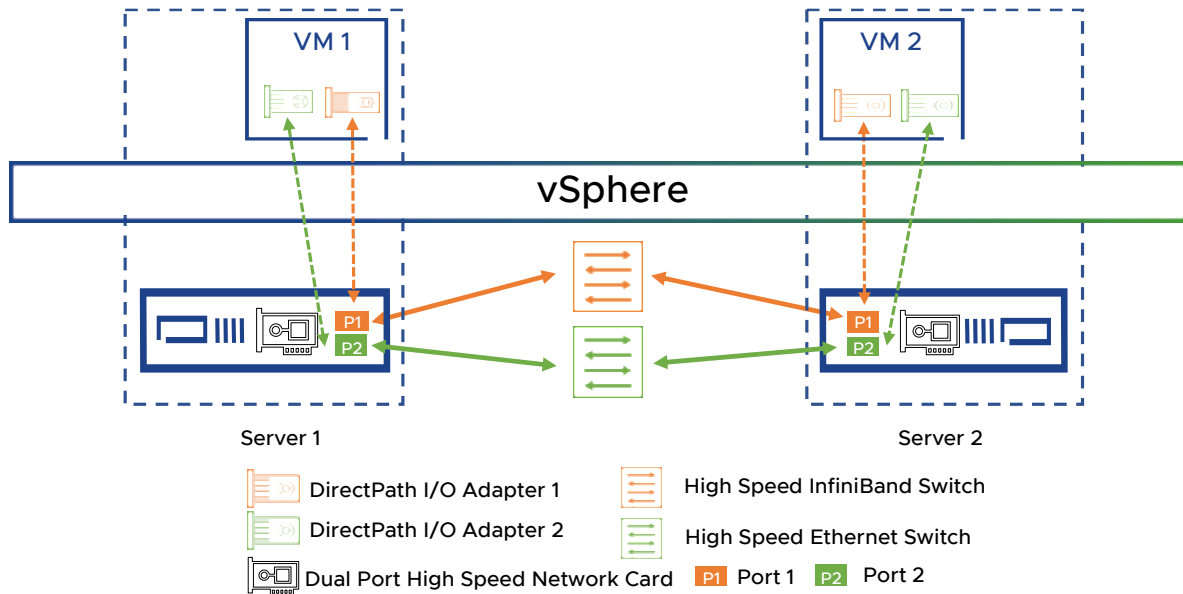 VM 1
VM 2
vSphere
P1
P2
P1
P2
Server 1
Server 2
DirectPath I/O Adapter 1
High Speed InfiniBand Switch
DirectPath I/O Adapter 2
High Speed Ethernet Switch
Dual Port High Speed Network Card
P1 Port 1
P2 Port 2